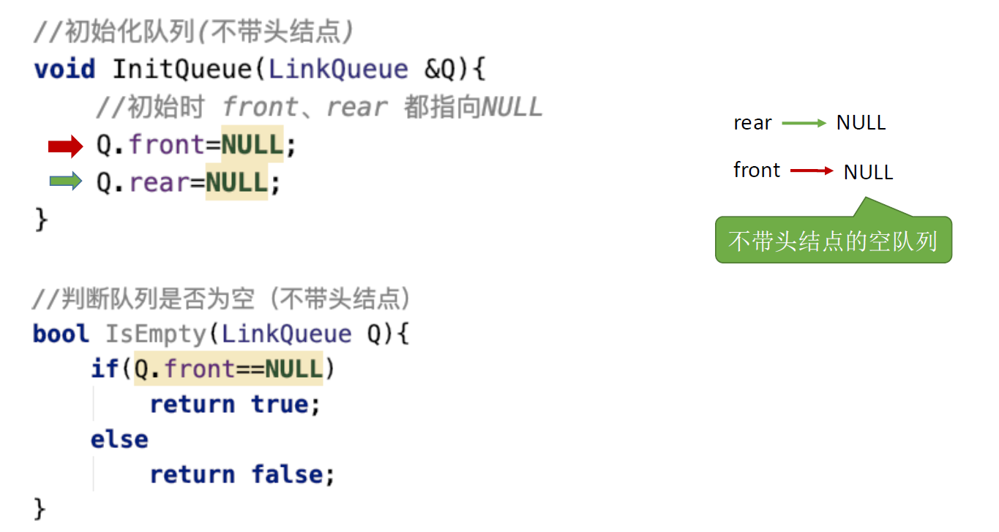 //初始化队列(不带头结点)
void InitQueue(LinkQueue &Q){
//初始时 front、rear 都指向NULL
Q.front=NULL;
Q.rear=NULL;
}
rear NULL
front NULL
不带头结点的空队列
//判断队列是否为空（不带头结点）
bool IsEmpty(LinkQueue Q){
if(Q.front==NULL)
return true;
else
return false;
}